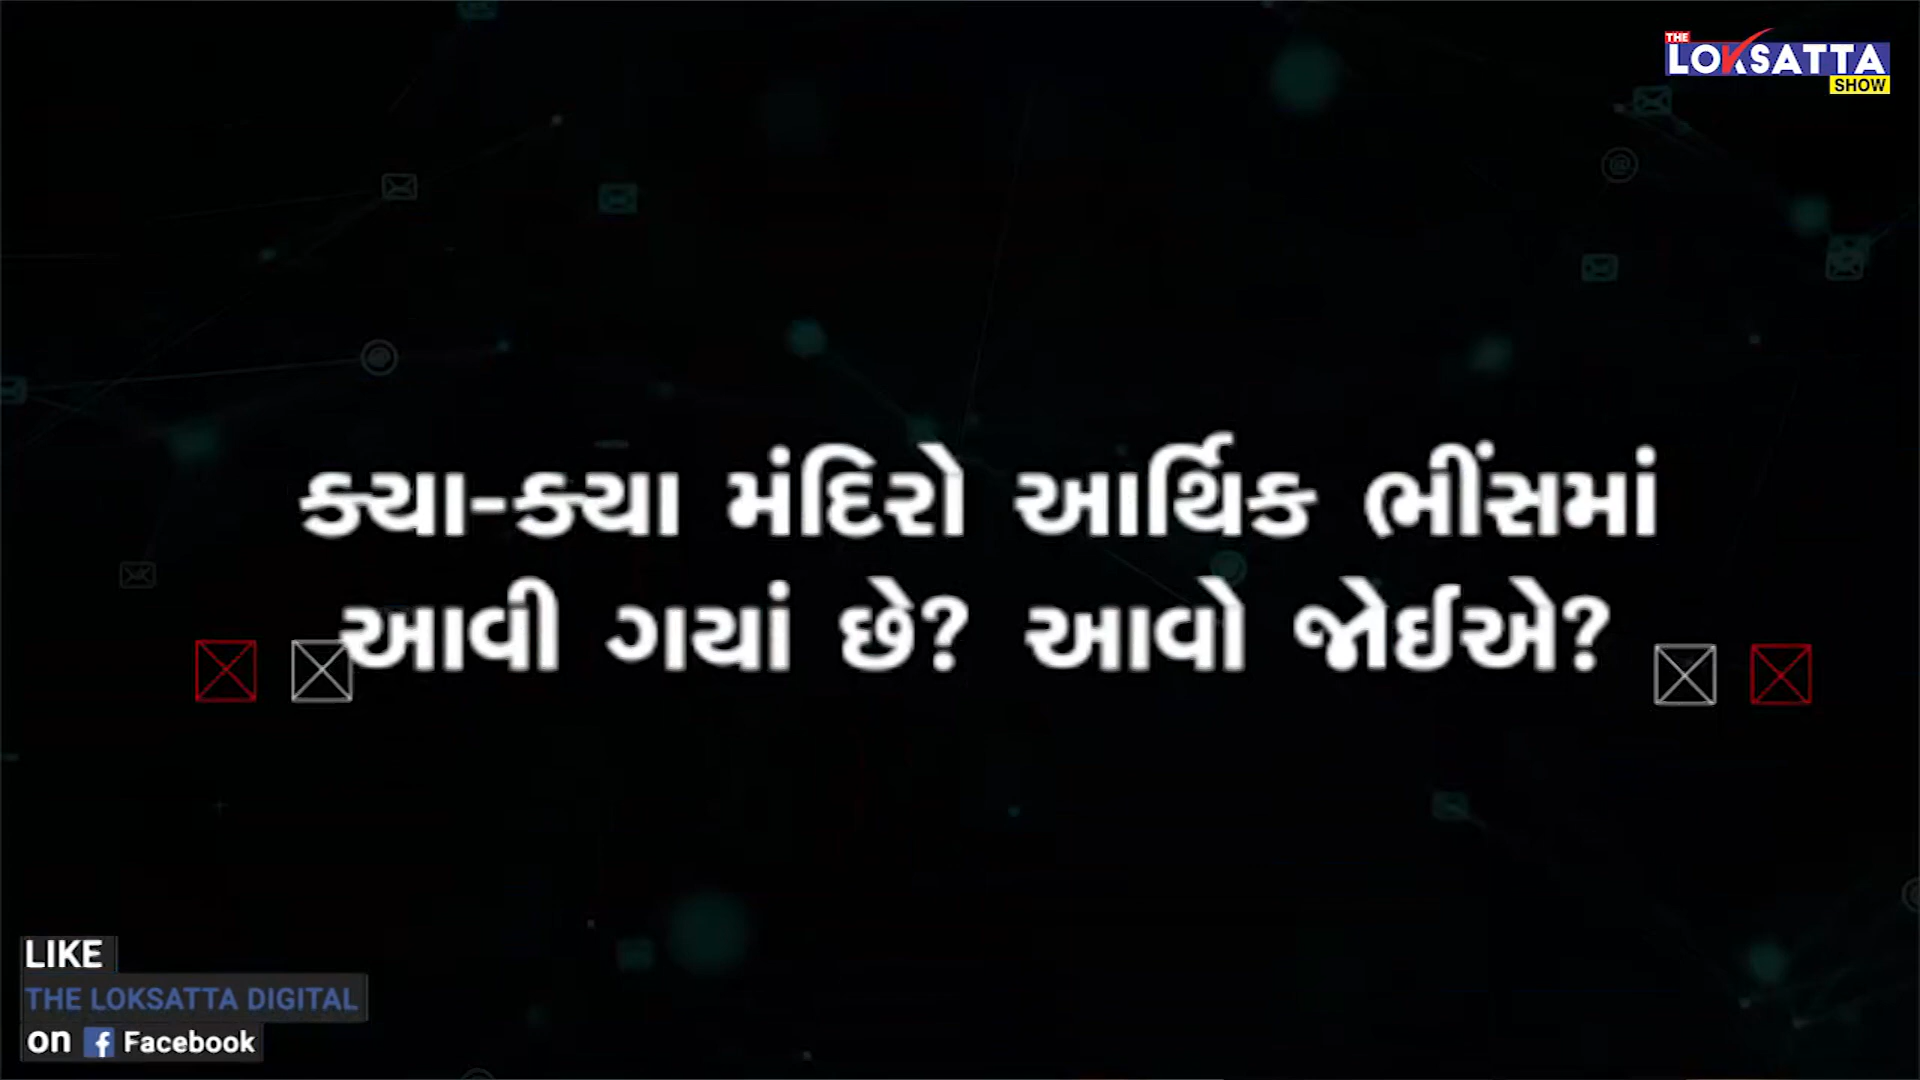 THE
LOKSATTA
SHOW
ક્યા-ક્યા મંદિરો આર્થિક ભીંસમાં
આવી ગયાં છે? આવો જોઈએ?
LIKE
THE LOKSATTA DIGITAL
on f Facebook